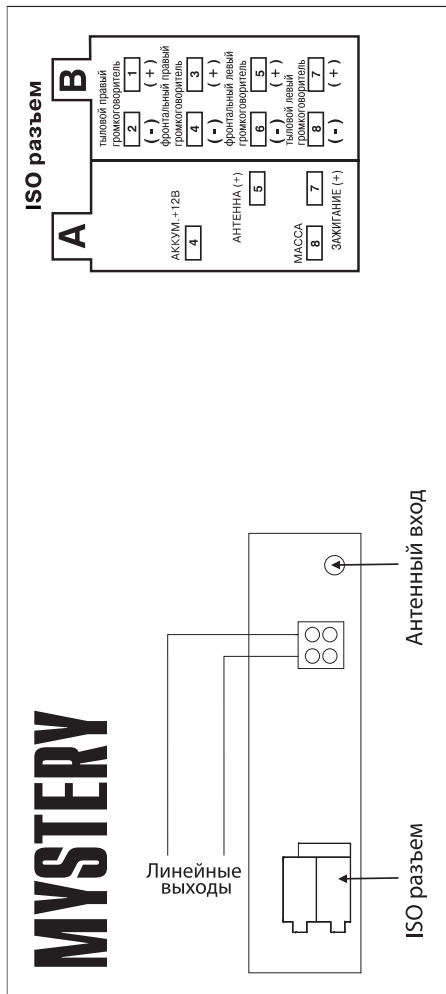 MYSTERY
Линейные
выходы
ISO разъем
Антенный вход
ISO разъем
A
B
АККУМ.+12В
4
АНТЕННА (+)
5
МАССА
8
7
ЗАЖИГАНИЕ (+)
тыловой правый
громкоговоритель
2
1
(-)
(+)
фронтальный правый
громкоговоритель
4
3
(-)
(+)
фронтальный левый
громкоговоритель
6
5
(-)
(+)
тыловой левый
громкоговоритель
8
7
(-)
(+)